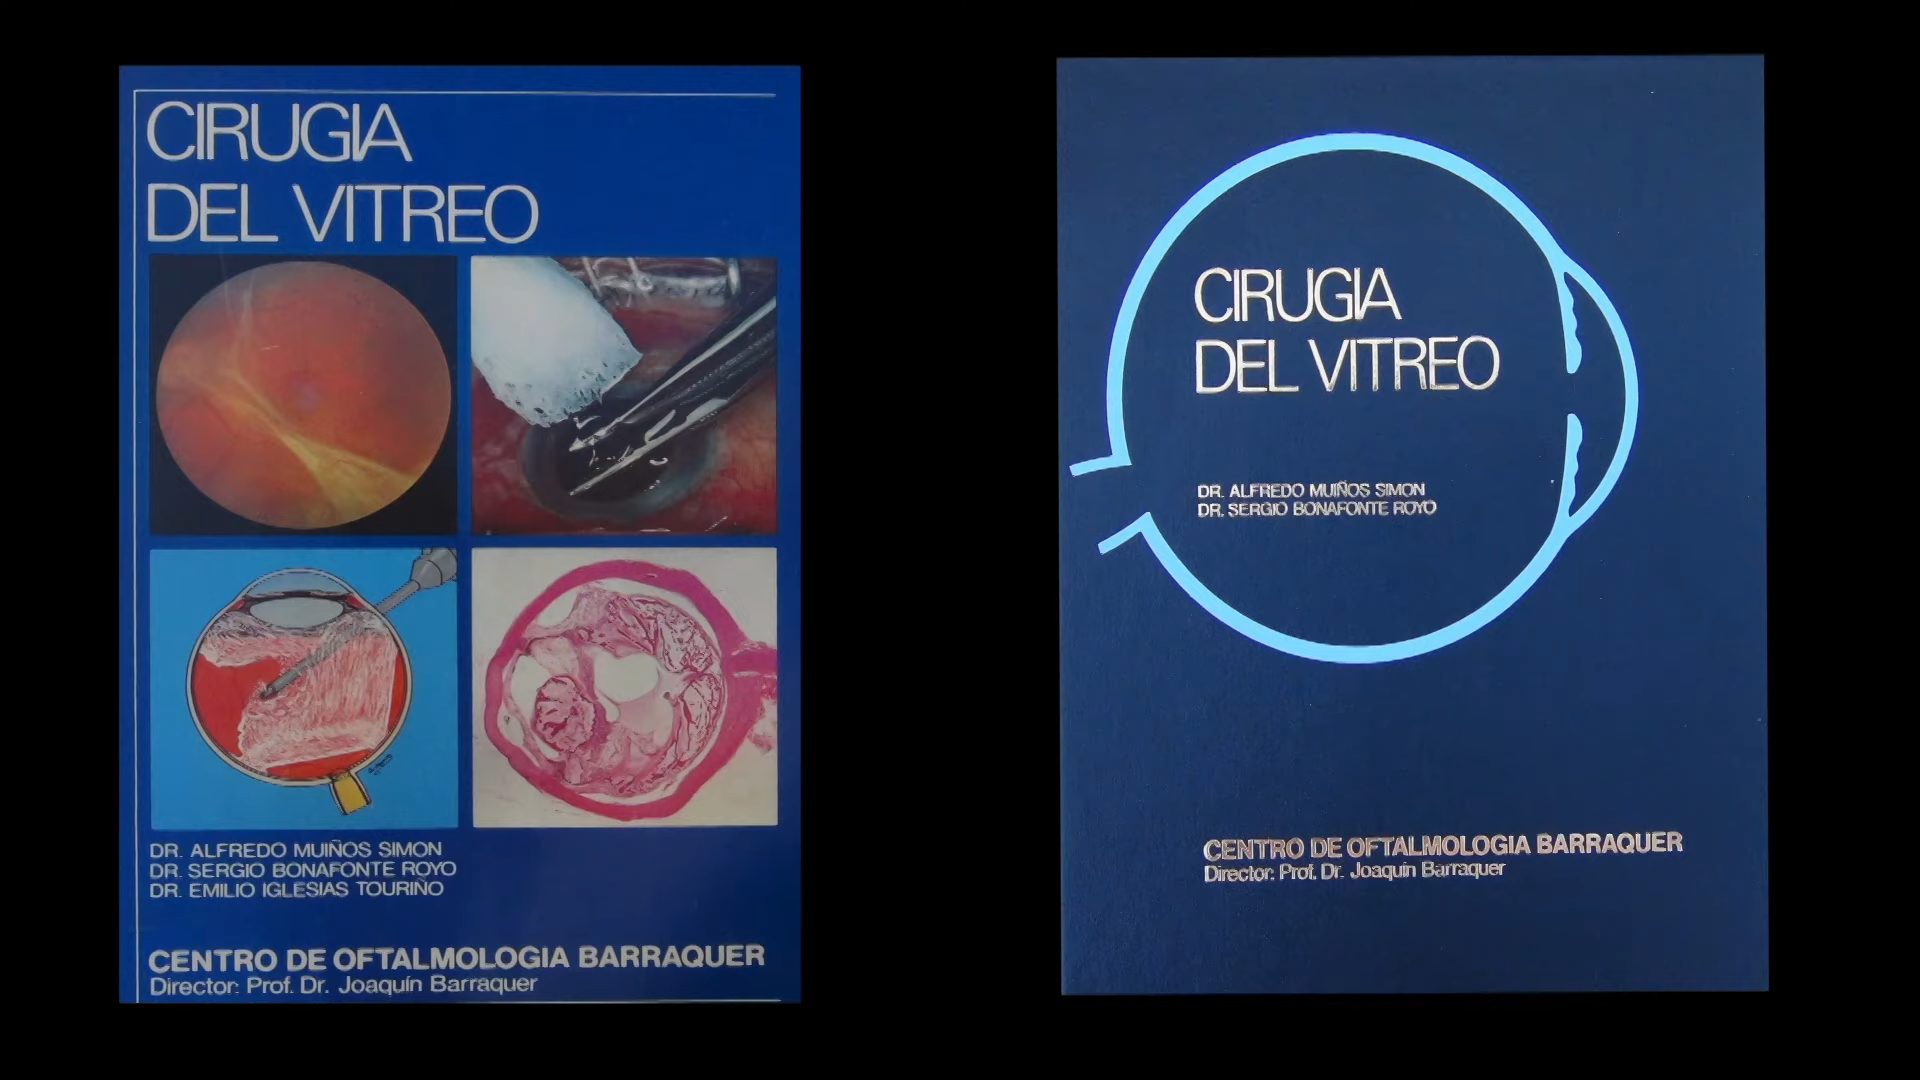 CIRUGIA
DEL VITREO
DR. ALFREDO MUIÑOS SIMON
DR. SERGIO BONAFONTE ROYO
DR. EMILIO IGLESIAS TOURIÑO
CENTRO DE OFTALMOLOGIA BARRAQUER
Director: Prof. Dr. Joaquín Barraquer
CIRUGIA
DEL VITREO
DR. ALFREDO MUIÑOS SIMON
DR. SERGIO BONAFONTE ROYO
CENTRO DE OFTALMOLOGIA BARRAQUER
Director: Prof. Dr. Joaquín Barraquer